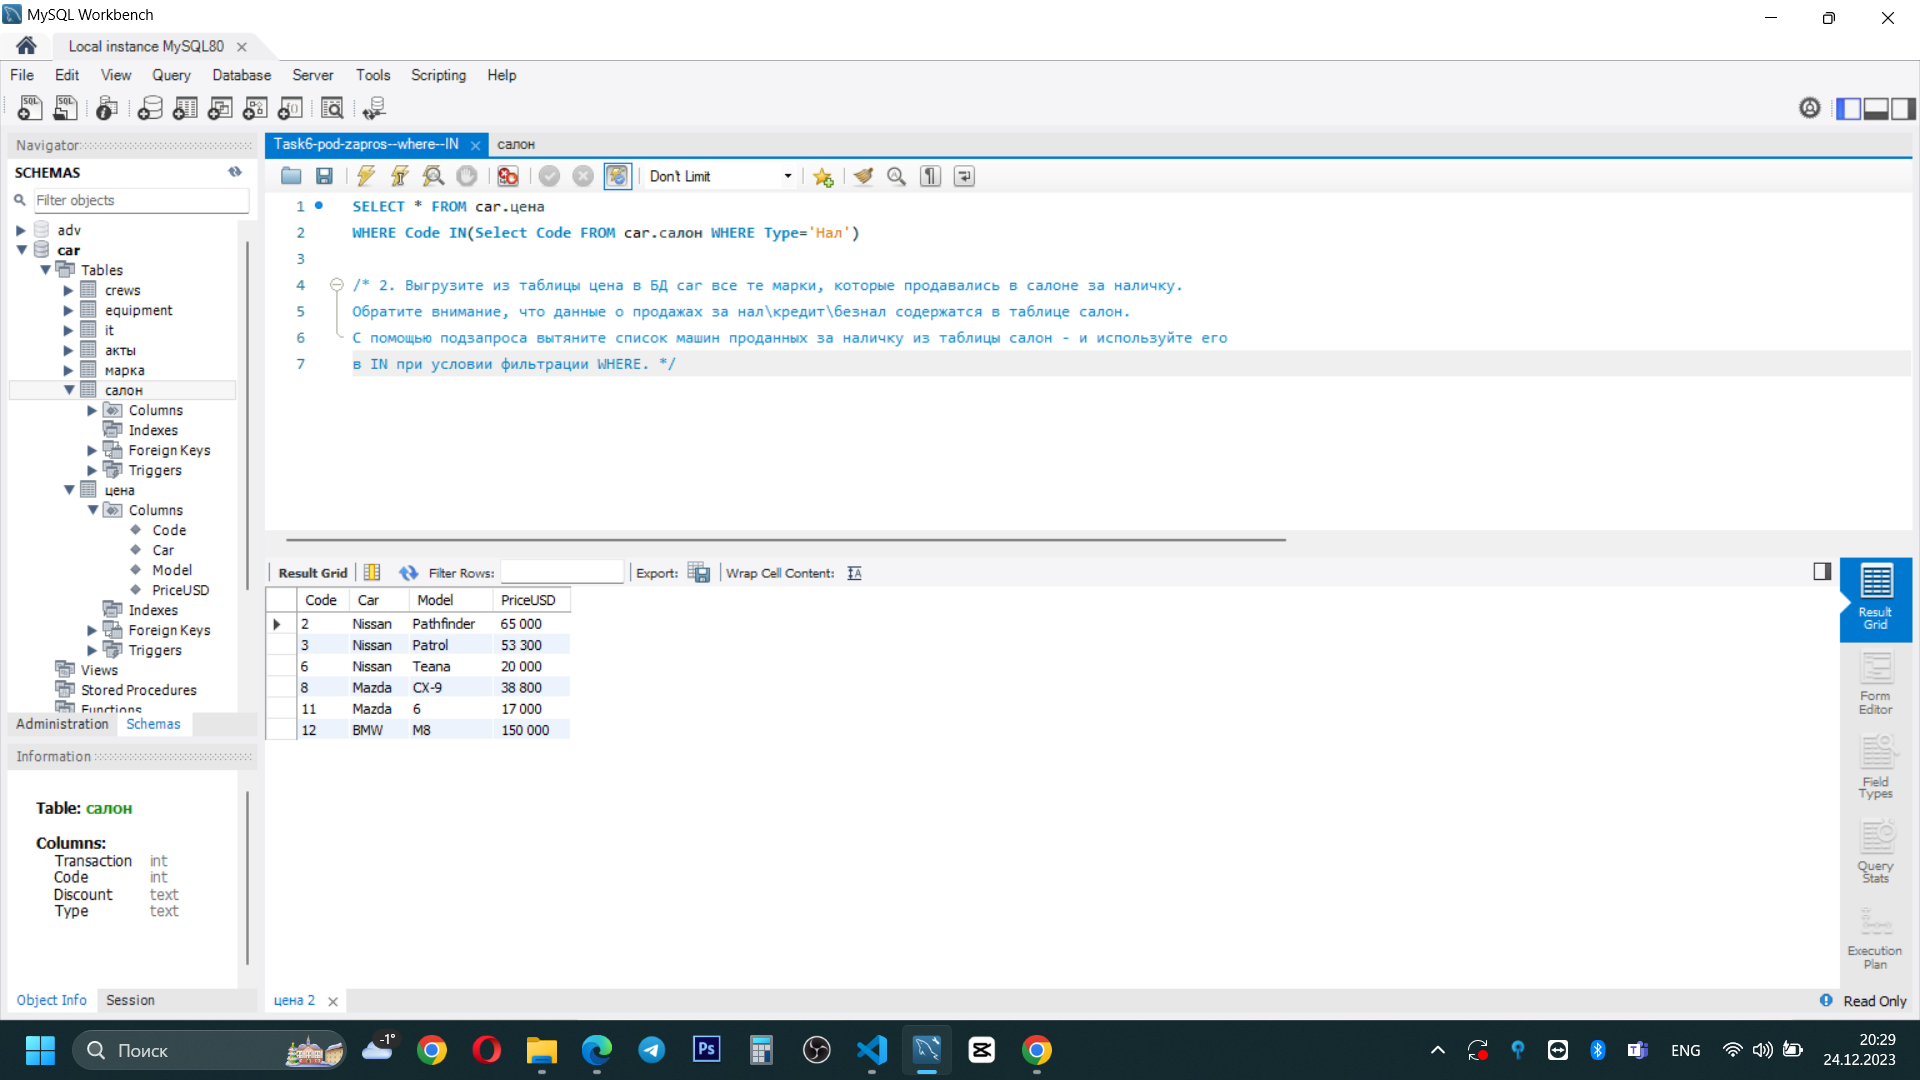 MySQL Workbench
Local instance MySQL80
File Edit View Query Database Server Tools Scripting Help
Navigator
SCHEMAS
Filter objects
adv
car
Tables
crews
equipment
it
акты
марка
салон
Columns
Indexes
Foreign Keys
Triggers
цена
Columns
Code
Car
Model
PriceUSD
Indexes
Foreign Keys
Triggers
Views
Stored Procedures
Functions
Administration Schemas
Information
Table: салон
Columns:
Transaction int
Code int
Discount text
Type text
Object Info Session
Task6-pod-zapros--where--IN салон
Don't Limit
1 SELECT * FROM car.цена
2 WHERE Code IN(Select Code FROM car.салон WHERE Type='Нал')
3
4 /* 2. Выгрузите из таблицы цена в БД car все те марки, которые продавались в салоне за наличку.
5 Обратите внимание, что данные о продажах за нал\кредит\безнал содержатся в таблице салон.
6 С помощью подзапроса вытяните список машин проданных за наличку из таблицы салон - и используйте его
7 в IN при условии фильтрации WHERE. */
Result Grid Filter Rows: Export: Wrap Cell Content:
Code Car Model PriceUSD
2 Nissan Pathfinder 65 000
3 Nissan Patrol 53 300
6 Nissan Teana 20 000
8 Mazda CX-9 38 800
11 Mazda 6 17 000
12 BMW M8 150 000
Result Grid
Form Editor
Field Types
Query Stats
Execution Plan
цена 2
Read Only
Поиск
-1°
Ps
ENG
20:29
24.12.2023